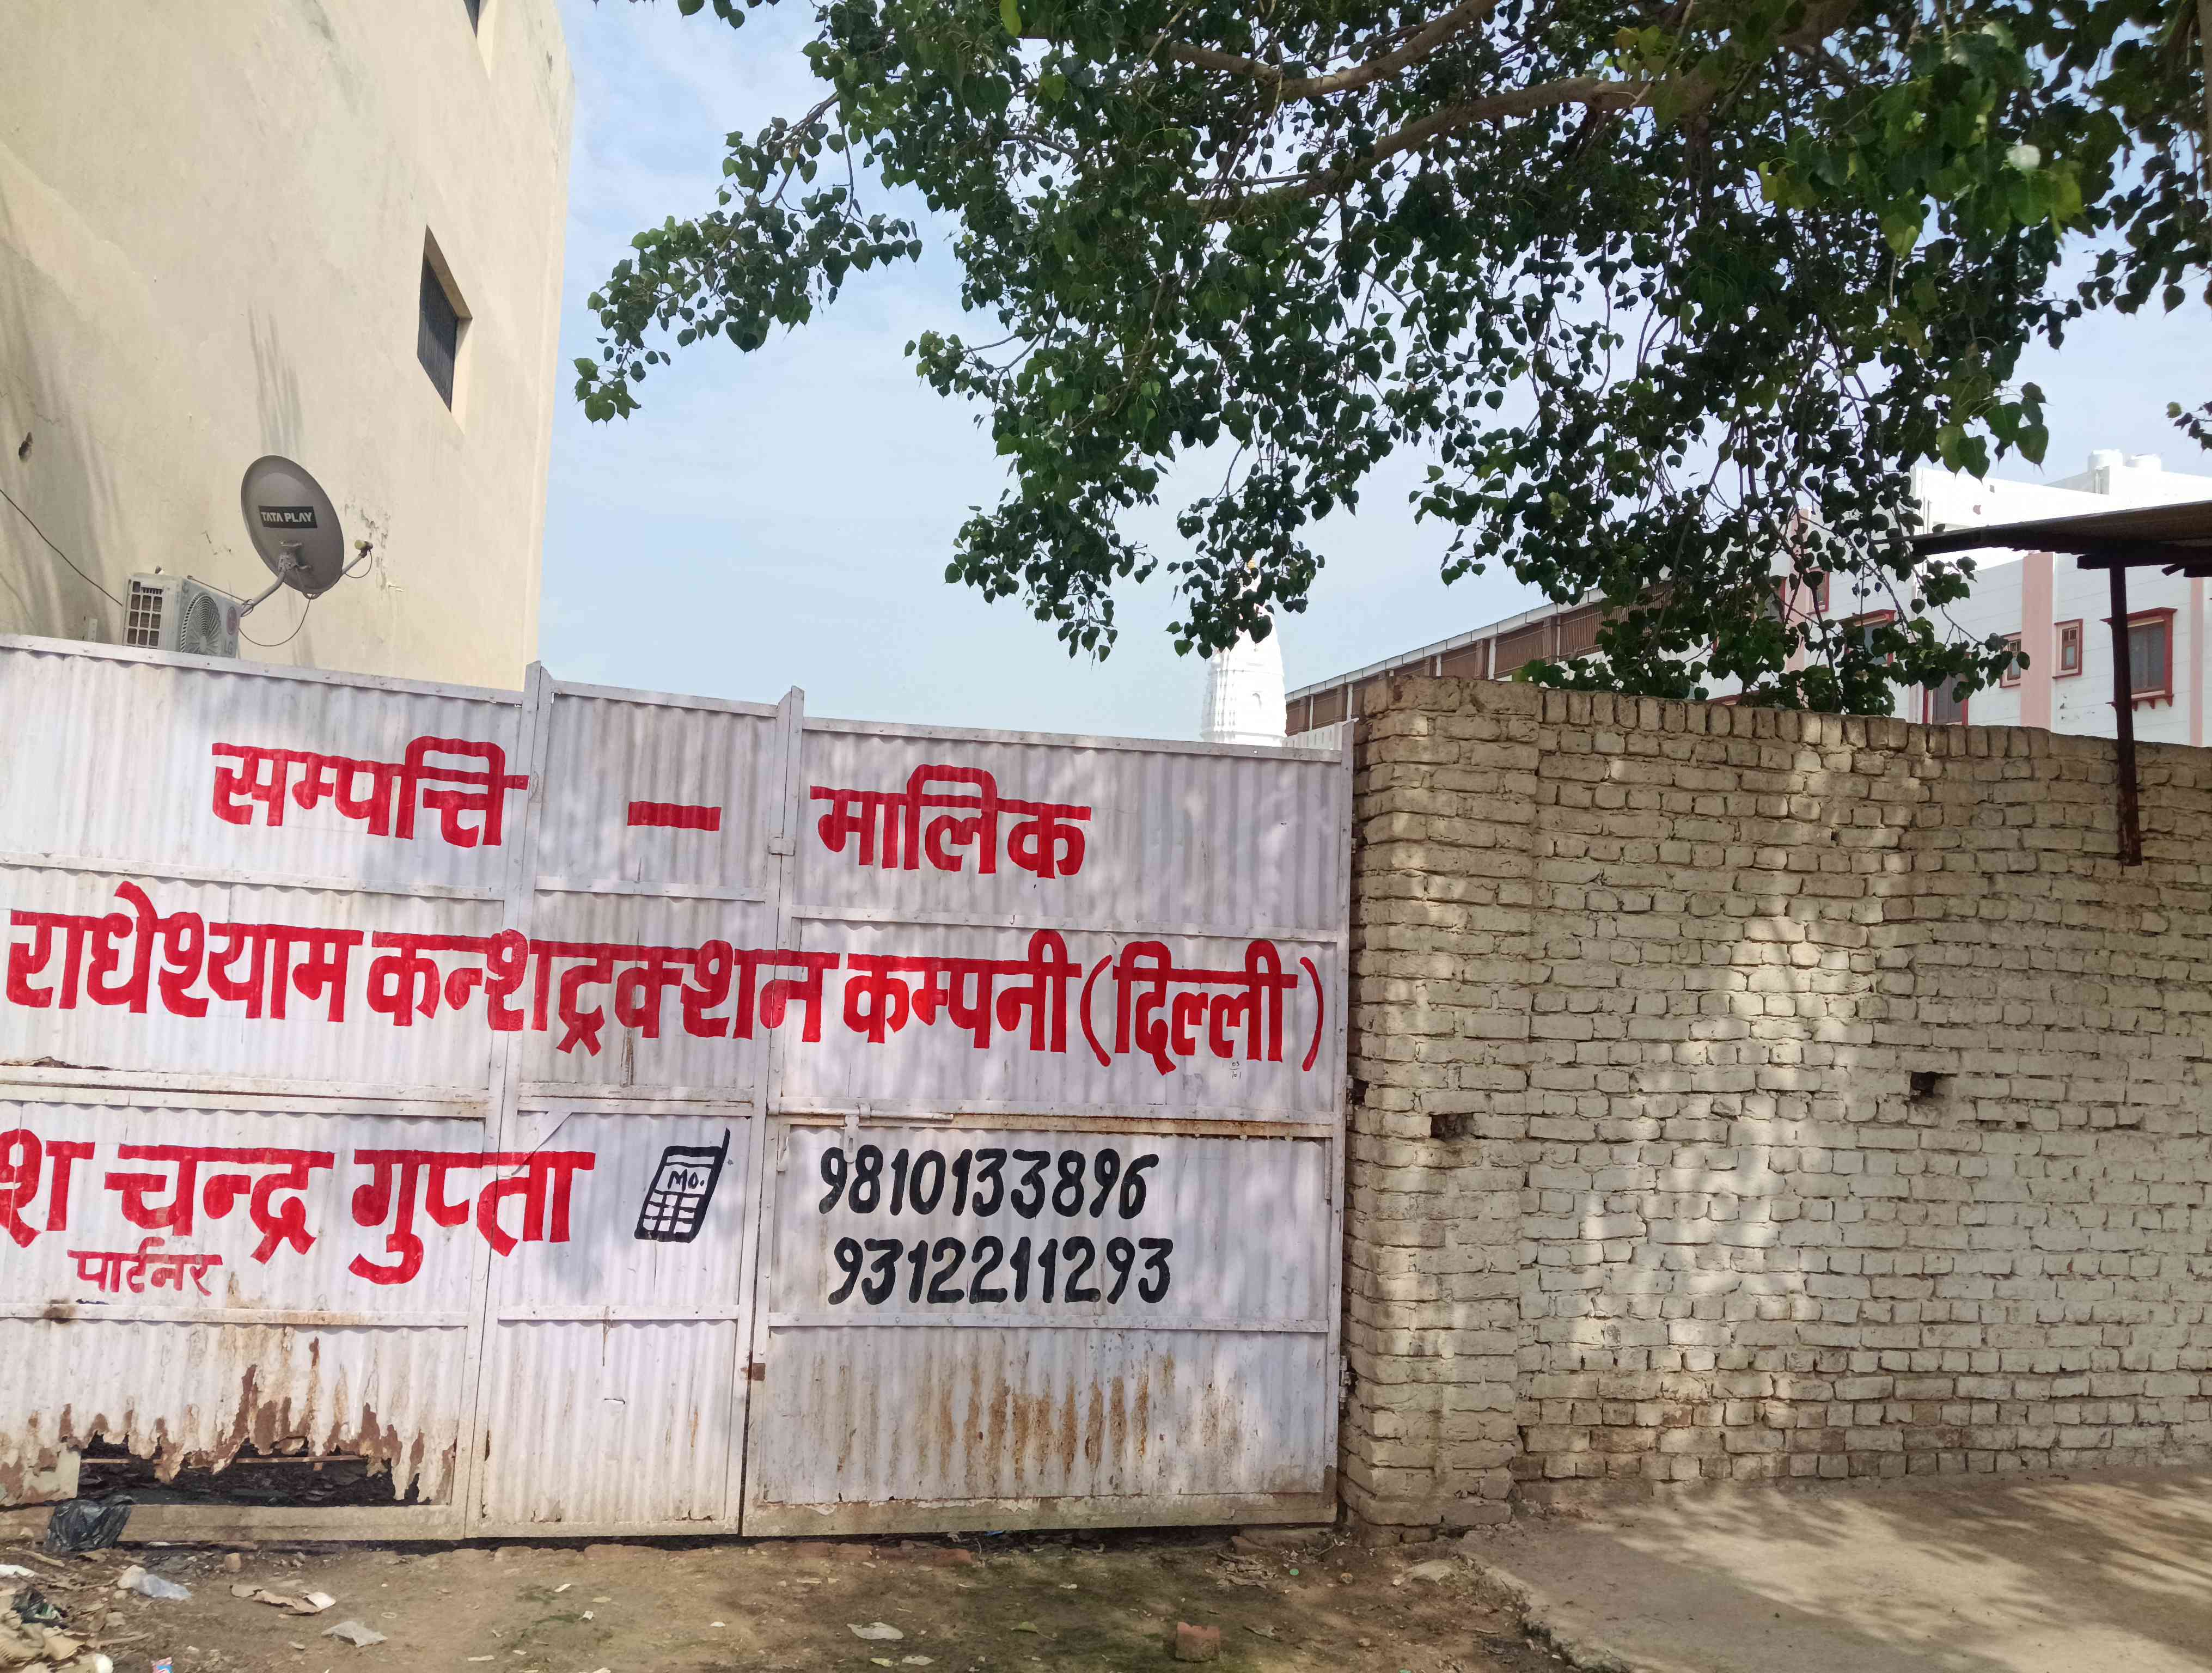 TATA PLAY
सम्पत्ति - मालिक
राधेश्याम कन्शट्रक्शन कम्पनी (दिल्ली)
श चन्द्र गुप्ता MO. 9810133896
पार्टनर 9312211293